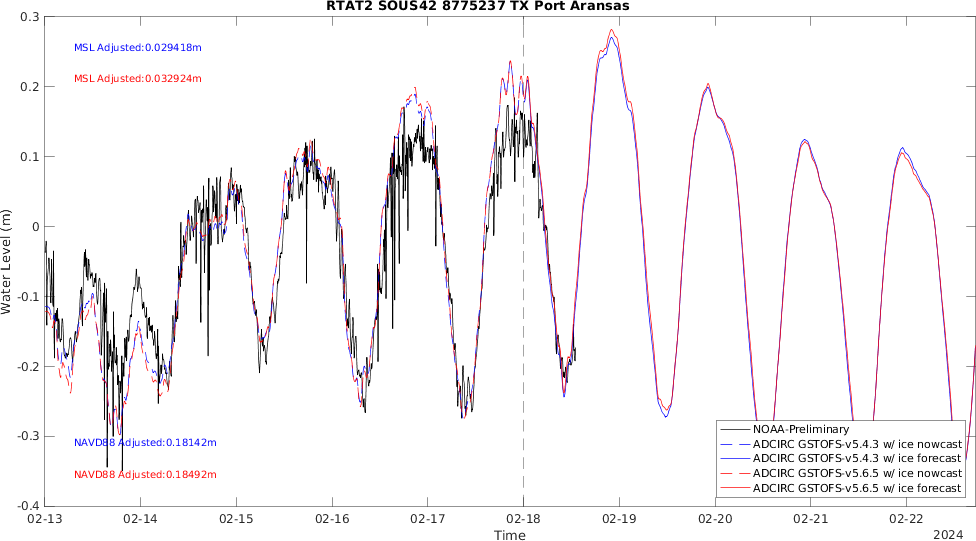 RTAT2 SOUS42 8775237 TX Port Aransas
0.3
MSL Adjusted:0.029418m
MSL Adjusted:0.032924m
0.2
0.1
0
-0.1
-0.2
-0.3
-0.4
Water Level (m)
NAVD88 Adjusted:0.18142m
NAVD88 Adjusted:0.18492m
NOAA-Preliminary
ADCIRC GSTOFS-v5.4.3 w/ ice nowcast
ADCIRC GSTOFS-v5.4.3 w/ ice forecast
ADCIRC GSTOFS-v5.6.5 w/ ice nowcast
ADCIRC GSTOFS-v5.6.5 w/ ice forecast
02-13 02-14 02-15 02-16 02-17 02-18 02-19 02-20 02-21 02-22
Time
2024